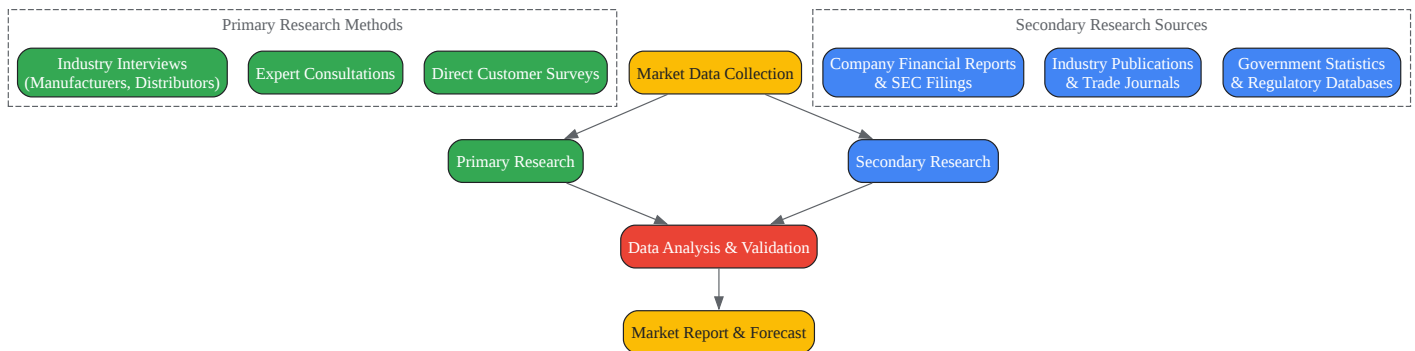 Primary Research Methods
Industry Interviews
(Manufacturers, Distributors)
Expert Consultations
Direct Customer Surveys
Market Data Collection
Secondary Research Sources
Company Financial Reports
& SEC Filings
Industry Publications
& Trade Journals
Government Statistics
& Regulatory Databases
Primary Research
Secondary Research
Data Analysis & Validation
Market Report & Forecast